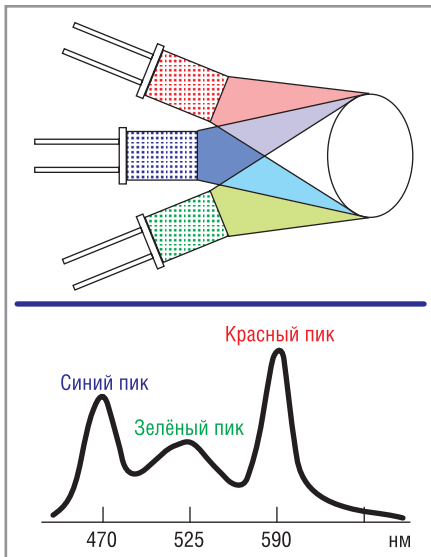 Красный пик
Синий пик
Зелёный пик
470 525 590 нм